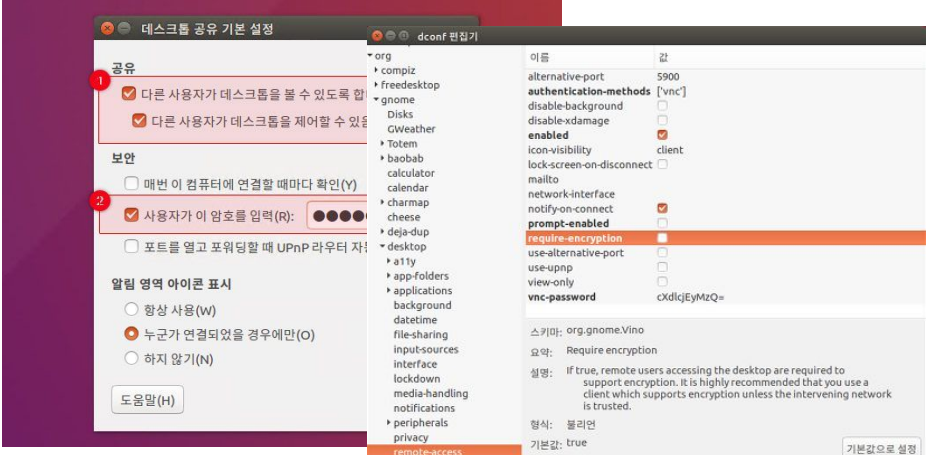 데스크톱 공유 기본 설정
공유
1
다른 사용자가 데스크톱을 볼 수 있도록
다른 사용자가 데스크톱을 제어할 수
보안
매번 이 컴퓨터에 연결할 때마다 확인(Y)
2
사용자가 이 암호를 입력(R):
포트를 열고 포워딩할 때 UPnP 라우터
알림 영역 아이콘 표시
항상 사용(W)
누군가 연결되었을 경우에만(O)
하지 않기(N)
도움말(H)
dconf 편집기
org
compiz
freedesktop
gnome
Disks
GWeather
Totem
baobab
calculator
calendar
charmap
cheese
deja-dup
desktop
a11y
app-folders
applications
background
datetime
file-sharing
input-sources
interface
lockdown
media-handling
notifications
peripherals
privacy
remote-access
이름 값
alternative-port 5900
authentication-methods ['vnc']
disable-background
disable-xdamage
enabled
icon-visibility client
lock-screen-on-disconnect
mailto
network-interface
notify-on-connect
prompt-enabled
require-encryption
use-alternative-port
use-upnp
view-only
vnc-password cXdlcjEyMzQ=
스키마: org.gnome.Vino
요약: Require encryption
설명: If true, remote users accessing the desktop are required to
support encryption. It is highly recommended that you use a
client which supports encryption unless the intervening network
is trusted.
형식: 불리언
기본값: true
기본값으로 설정